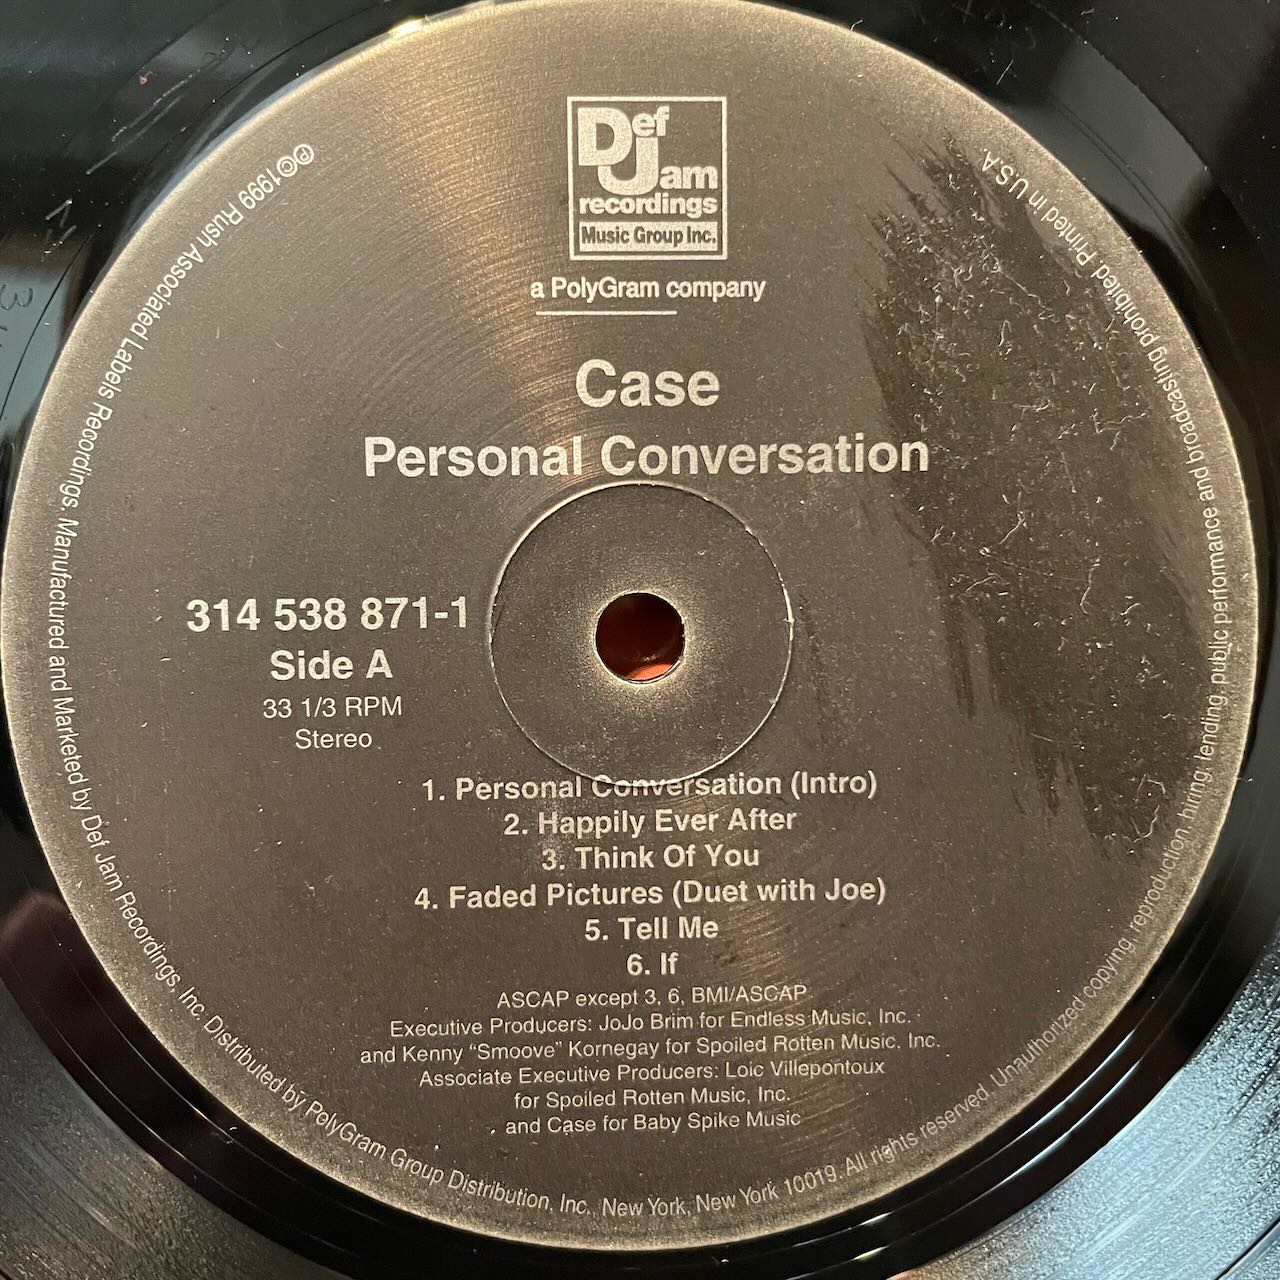 Def
Jam
recordings
Music Group Inc.
a PolyGram company
Case
Personal Conversation
314 538 871-1
Side A
33 1/3 RPM
Stereo
1. Personal Conversation (Intro)
2. Happily Ever After
3. Think Of You
4. Faded Pictures (Duet with Joe)
5. Tell Me
6. If
ASCAP except 3, 6, BMI/ASCAP
Executive Producers: JoJo Brim for Endless Music, Inc.
and Kenny “Smoove” Kornegay for Spoiled Rotten Music, Inc.
Associate Executive Producers: Loic Villepontoux
for Spoiled Rotten Music, Inc.
and Case for Baby Spike Music
℗©1999 Rush Associated Labels Recordings. Manufactured and Marketed by Def Jam Recordings, Inc. Distributed by PolyGram Group Distribution, Inc., New York, New York 10019. All rights reserved. Unauthorized copying, reproduction, hiring, lending, public performance and broadcasting prohibited. Printed in U.S.A.